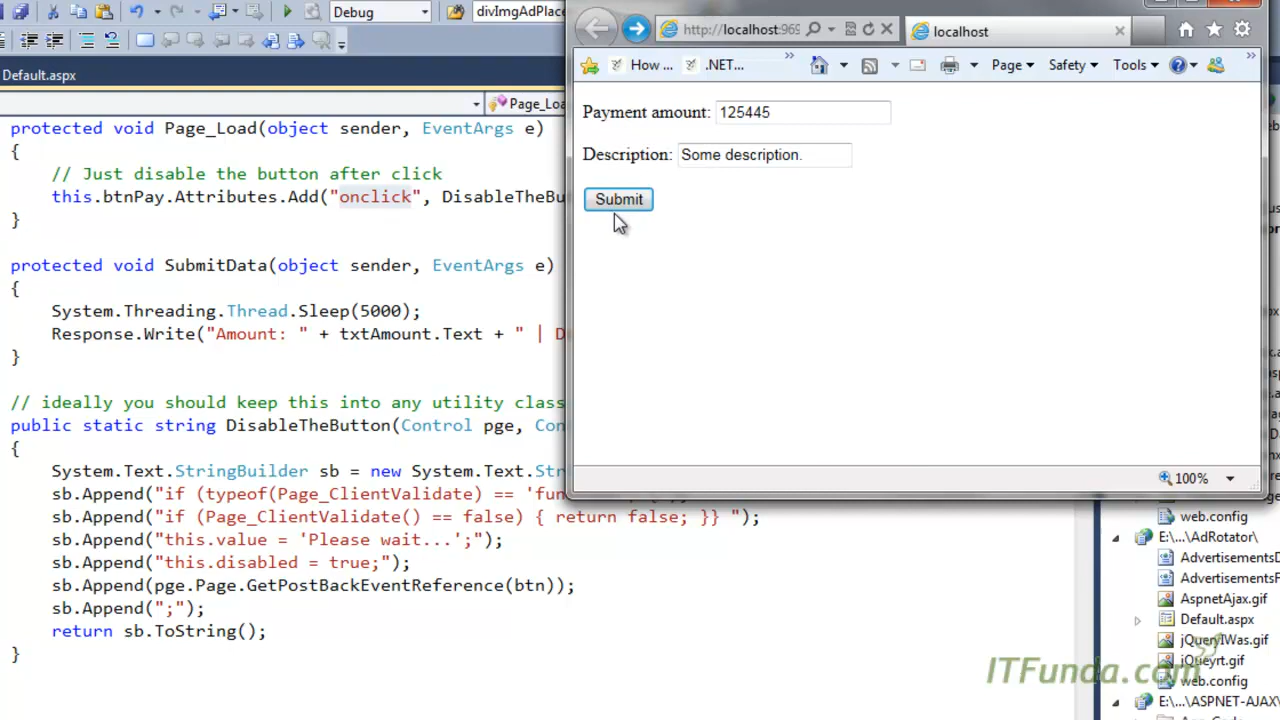 Debug
divImgAdPlace
Default.aspx
Page_Loa
protected void Page_Load(object sender, EventArgs e)
{
// Just disable the button after click
this.btnPay.Attributes.Add("onclick", DisableTheBu
}
protected void SubmitData(object sender, EventArgs e)
{
System.Threading.Thread.Sleep(5000);
Response.Write("Amount: " + txtAmount.Text + " | D
}
// ideally you should keep this into any utility class
public static string DisableTheButton(Control pge, Con
{
System.Text.StringBuilder sb = new System.Text.Str
sb.Append("if (typeof(Page_ClientValidate) == 'fun
sb.Append("if (Page_ClientValidate() == false) { return false; }} ");
sb.Append("this.value = 'Please wait...';");
sb.Append("this.disabled = true;");
sb.Append(pge.Page.GetPostBackEventReference(btn));
sb.Append(";");
return sb.ToString();
}
http://localhost:969
localhost
How ...
.NET...
Page
Safety
Tools
Payment amount: 125445
Description: Some description.
Submit
100%
web.config
E:\...\AdRotator\
AdvertisementsD
AdvertisementsF
AspnetAjax.gif
Default.aspx
jQueryIWas.gif
jQueyrt.gif
web.config
E:\...\ASPNET-AJAX\
ITFunda.com